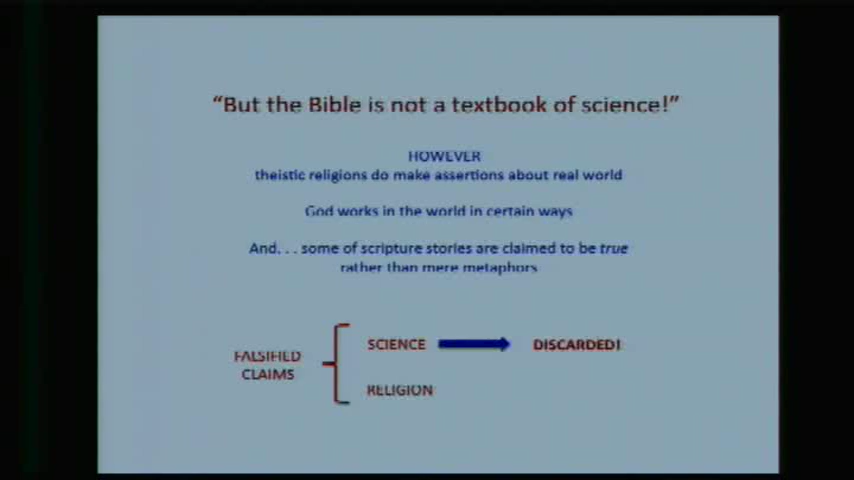 “But the Bible is not a textbook of science!”
HOWEVER
theistic religions do make assertions about real world
God works in the world in certain ways
And. . . some of scripture stories are claimed to be true
rather than mere metaphors
FALSIFIED
CLAIMS
SCIENCE
DISCARDED!
RELIGION